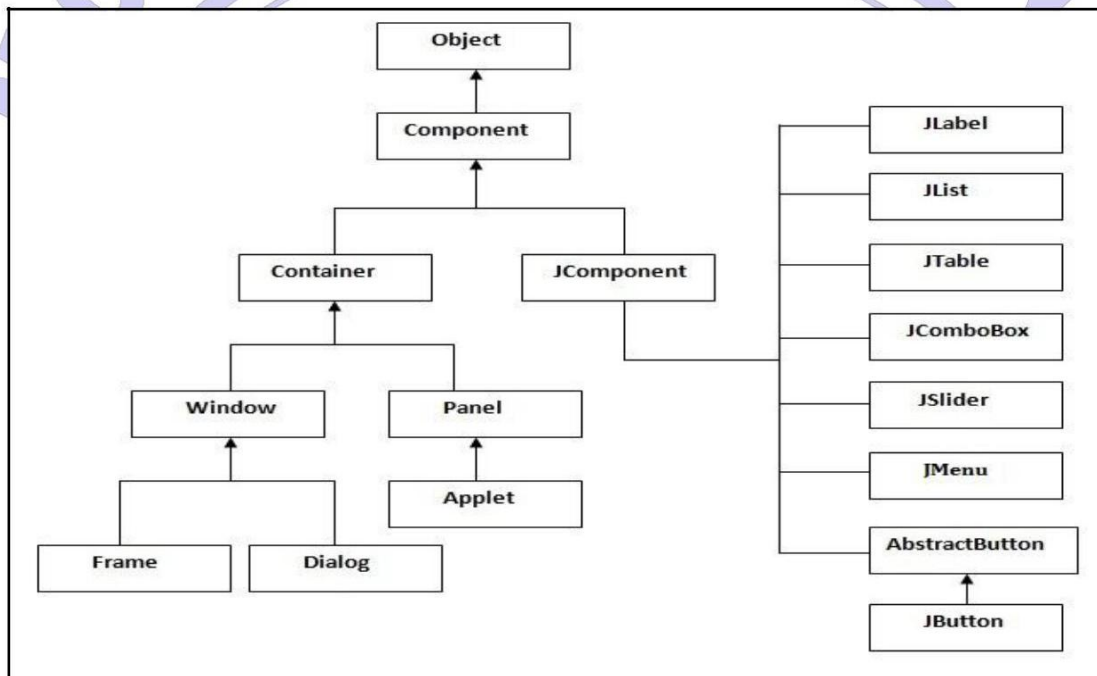 Object
Component
Container
JComponent
Window
Panel
Applet
Frame
Dialog
JLabel
JList
JTable
JComboBox
JSlider
JMenu
AbstractButton
JButton